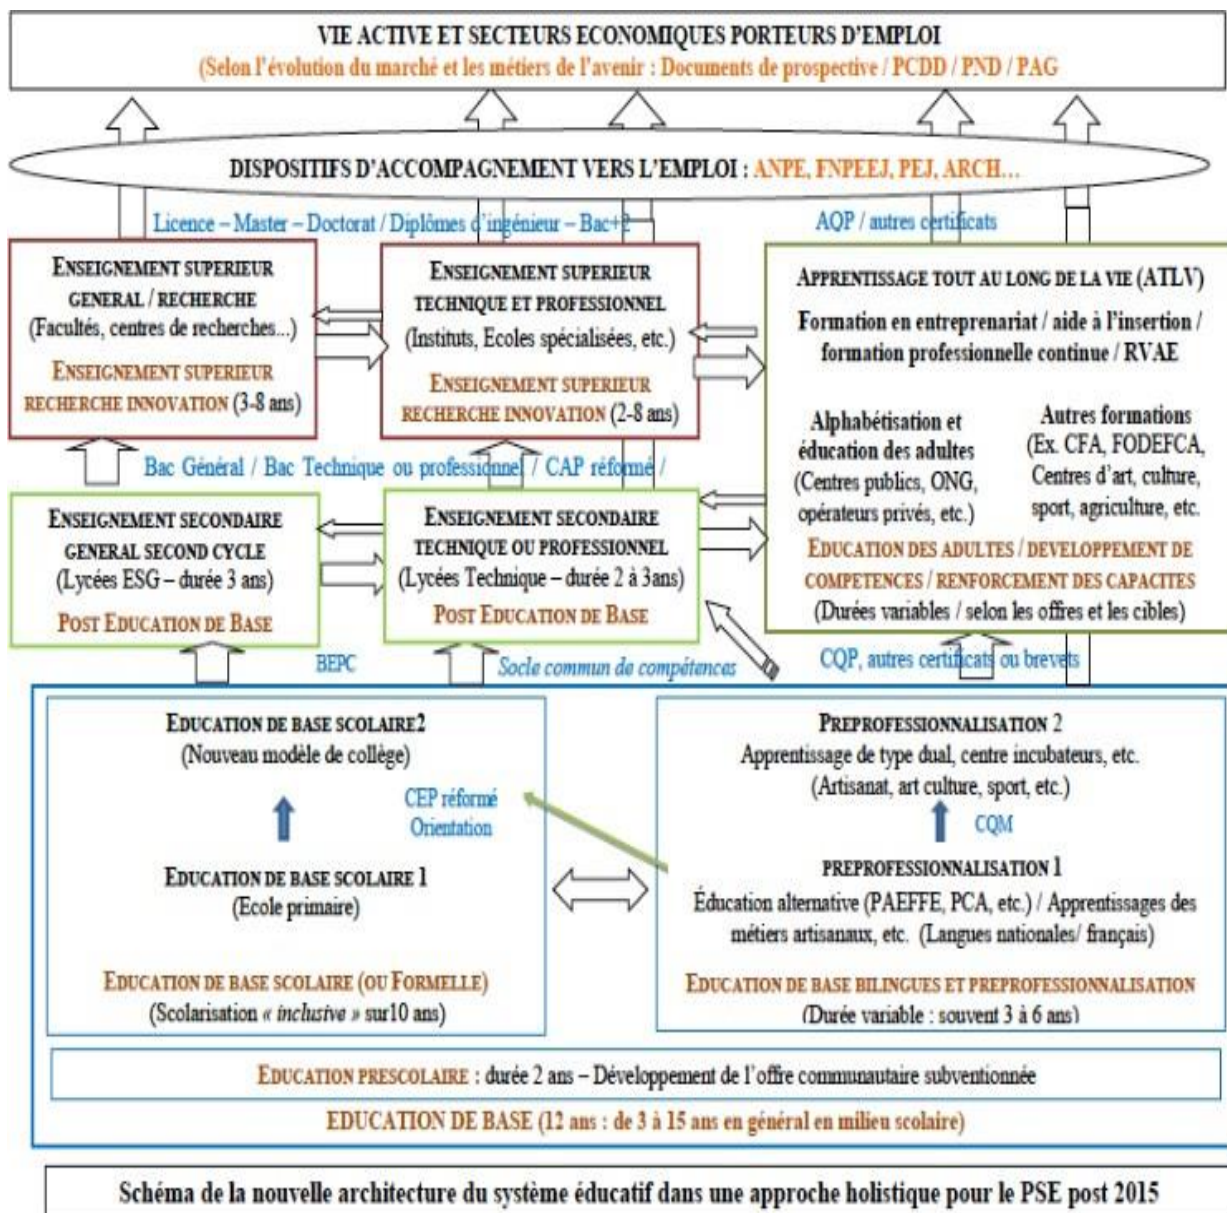 VIE ACTIVE ET SECTEURS ECONOMIQUES PORTEURS D'EMPLOI
(Selon l'évolution du marché et les métiers de l'avenir : Documents de prospective / PCDD / PND / PAG
DISPOSITIFS D'ACCOMPAGNEMENT VERS L'EMPLOI : ANPE, FNPEEJ, PEJ, ARCH…
Licence – Master – Doctorat / Diplômes d'ingénieur – Bac+2
AQP / autres certificats
ENSEIGNEMENT SUPERIEUR
GENERAL / RECHERCHE
(Facultés, centres de recherches...)
ENSEIGNEMENT SUPERIEUR
RECHERCHE INNOVATION (3-8 ans)
ENSEIGNEMENT SUPERIEUR
TECHNIQUE ET PROFESSIONNEL
(Instituts, Ecoles spécialisées, etc.)
ENSEIGNEMENT SUPERIEUR
RECHERCHE INNOVATION (2-8 ans)
APPRENTISSAGE TOUT AU LONG DE LA VIE (ATLV)
Formation en entreprenariat / aide à l'insertion /
formation professionnelle continue / RVAE
Alphabétisation et
éducation des adultes
(Centres publics, ONG,
opérateurs privés, etc.)
Autres formations
(Ex. CFA, FODEFCA,
Centres d'art, culture,
sport, agriculture, etc.
EDUCATION DES ADULTES / DEVELOPPEMENT DE
COMPETENCES / RENFORCEMENT DES CAPACITES
(Durées variables / selon les offres et les cibles)
Bac Général / Bac Technique ou professionnel / CAP réformé /
ENSEIGNEMENT SECONDAIRE
GENERAL SECOND CYCLE
(Lycées ESG – durée 3 ans)
POST EDUCATION DE BASE
ENSEIGNEMENT SECONDAIRE
TECHNIQUE OU PROFESSIONNEL
(Lycées Technique – durée 2 à 3ans)
POST EDUCATION DE BASE
BEPC
Socle commun de compétences
CQP, autres certificats ou brevets
EDUCATION DE BASE SCOLAIRE2
(Nouveau modèle de collège)
CEP réformé
Orientation
EDUCATION DE BASE SCOLAIRE 1
(Ecole primaire)
EDUCATION DE BASE SCOLAIRE (OU FORMELLE)
(Scolarisation « inclusive » sur10 ans)
PREPROFESSIONNALISATION 2
Apprentissage de type dual, centre incubateurs, etc.
(Artisanat, art culture, sport, etc.)
CQM
PREPROFESSIONNALISATION 1
Éducation alternative (PAEFFE, PCA, etc.) / Apprentissages des
métiers artisanaux, etc. (Langues nationales/ français)
EDUCATION DE BASE BILINGUES ET PREPROFESSIONNALISATION
(Durée variable : souvent 3 à 6 ans)
EDUCATION PRESCOLAIRE : durée 2 ans – Développement de l'offre communautaire subventionnée
EDUCATION DE BASE (12 ans : de 3 à 15 ans en général en milieu scolaire)
Schéma de la nouvelle architecture du système éducatif dans une approche holistique pour le PSE post 2015